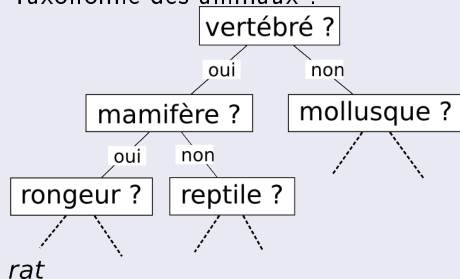 Taxonomie des animaux :
vertébré ?
oui
non
mamifère ?
mollusque ?
oui
non
rongeur ?
reptile ?
rat